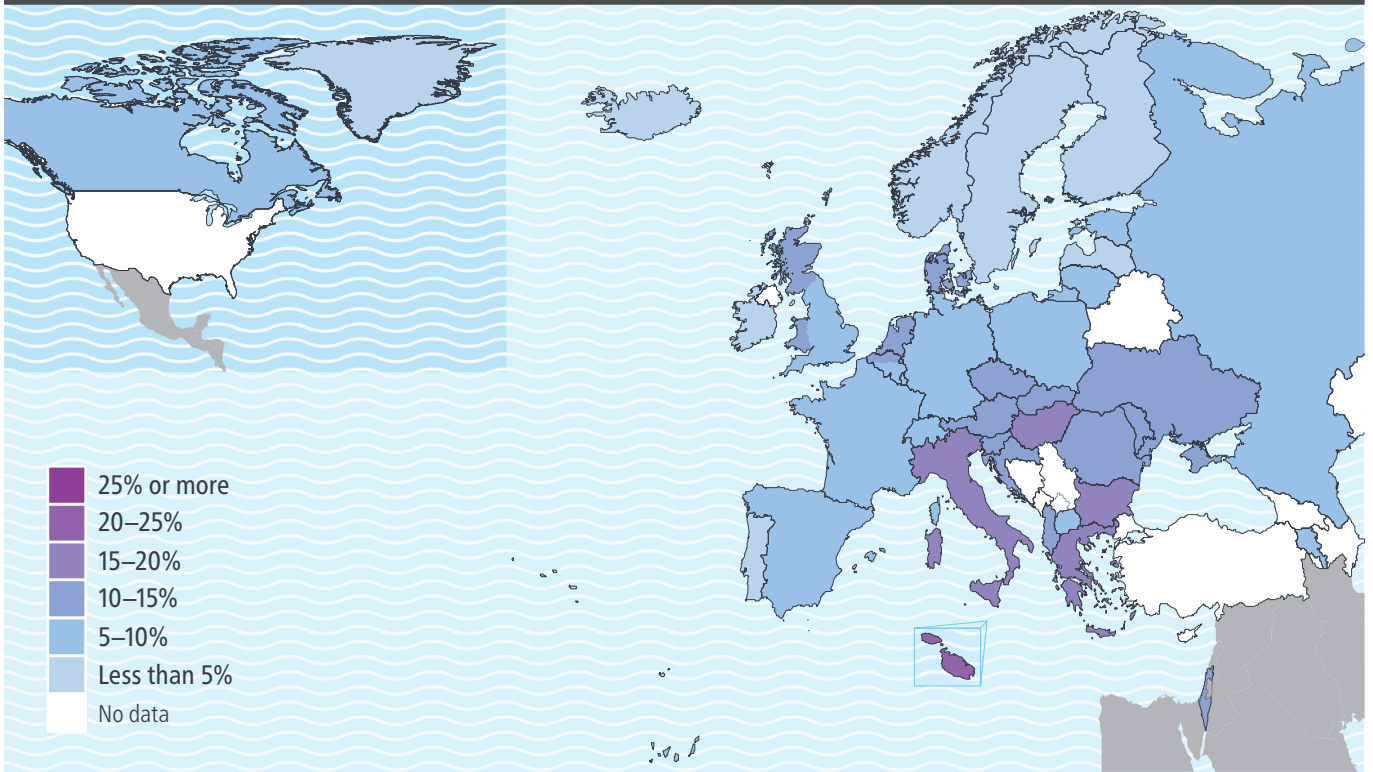 25% or more
20–25%
15–20%
10–15%
5–10%
Less than 5%
No data